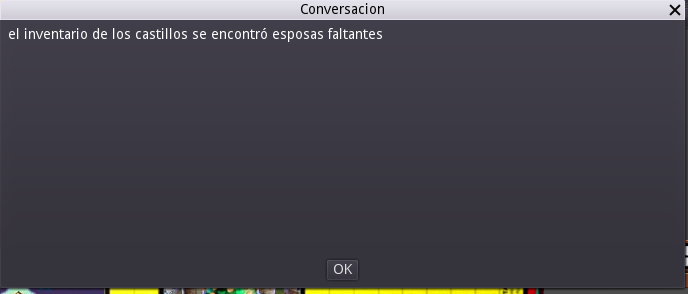 Conversacion
el inventario de los castillos se encontró esposas faltantes
OK